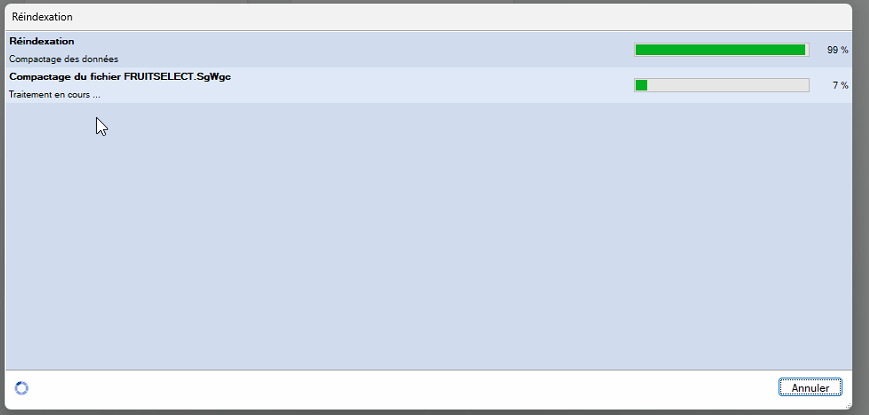 Réindexation
Réindexation
Compactage des données
99 %
Compactage du fichier FRUITSELECT.SgWgc
Traitement en cours ...
7 %
Annuler